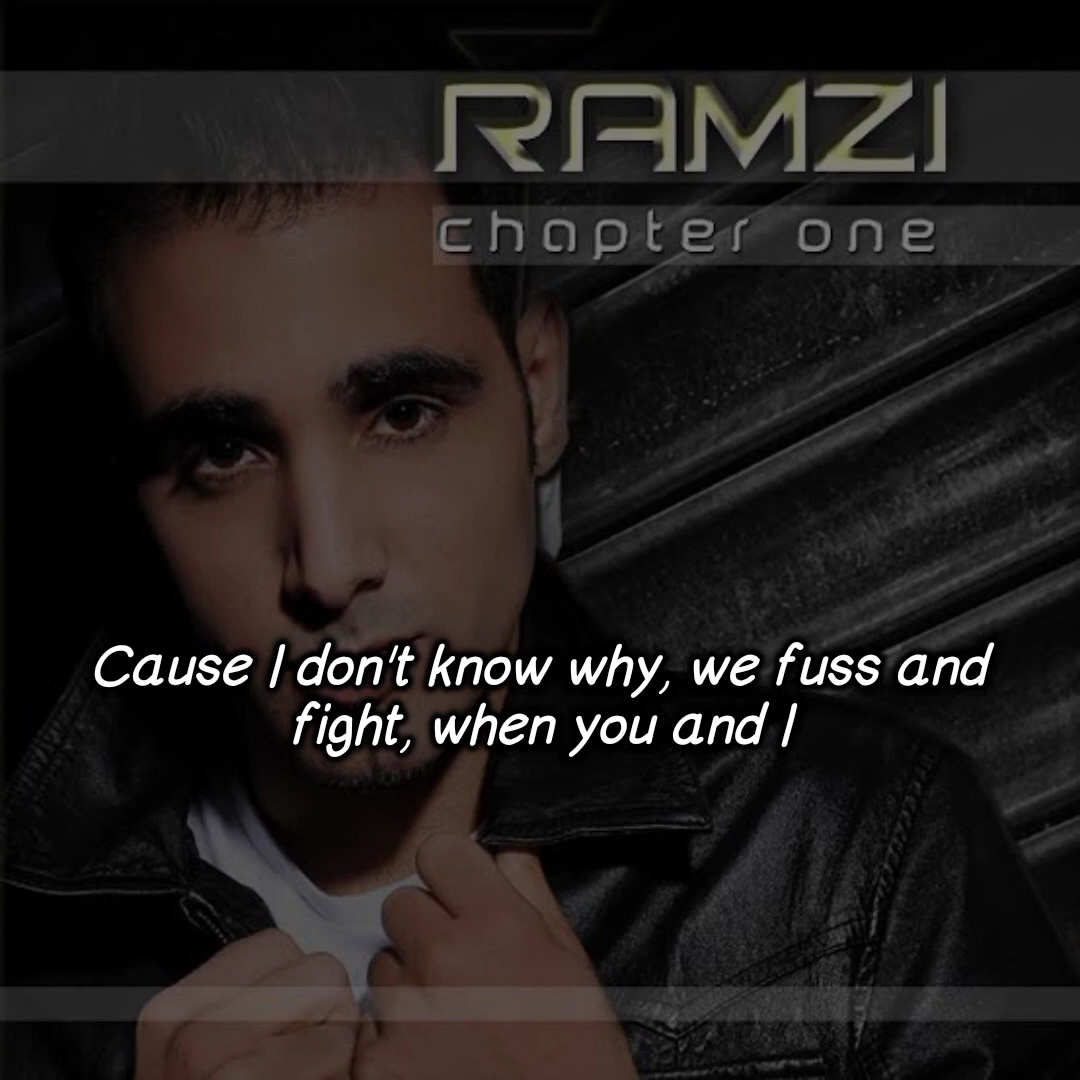 RAMZI
chapter one
Cause I don't know why, we fuss and
fight, when you and I